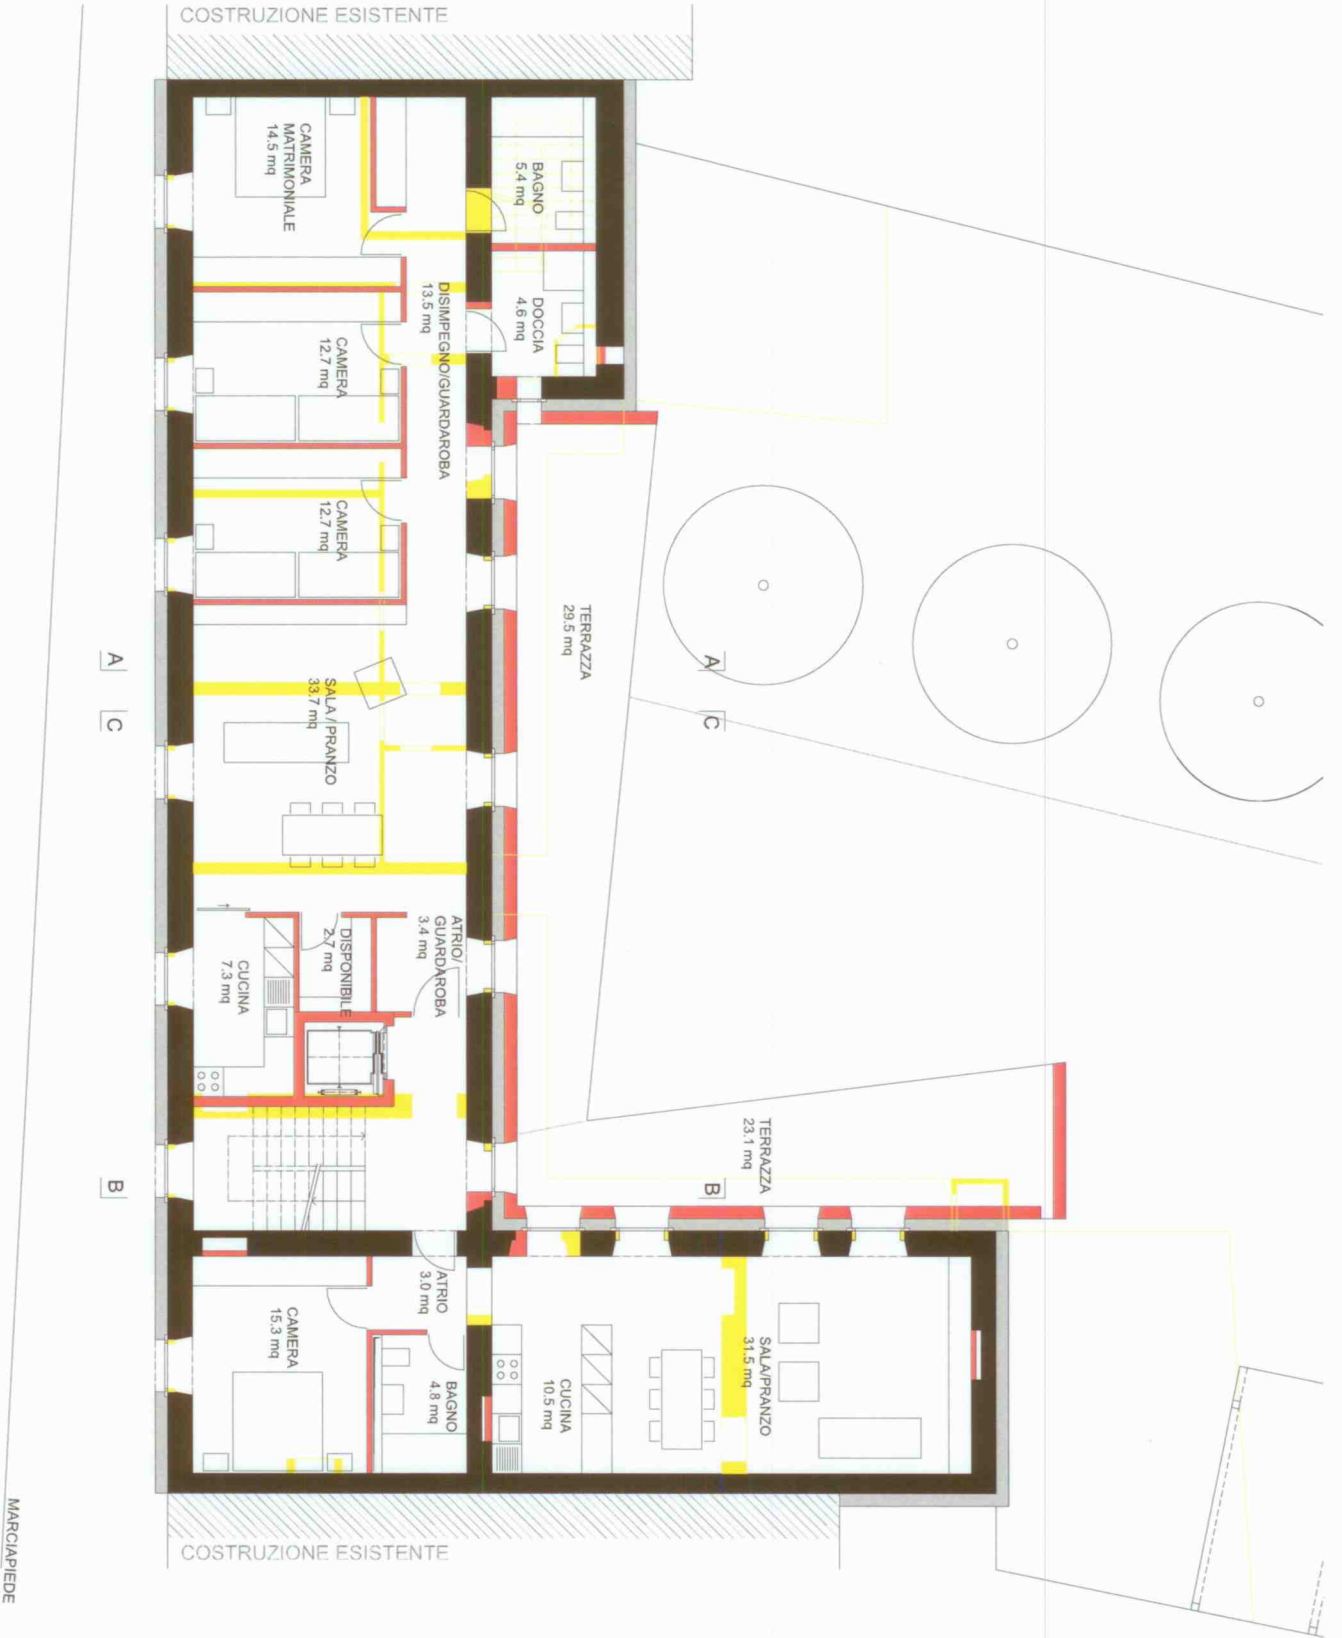 COSTRUZIONE ESISTENTE
CAMERA
MATRIMONIALE
14.5 mq
BAGNO
5.4 mq
DISIMPEGNO/GUARDAROBA
13.5 mq
DOCCIA
4.6 mq
CAMERA
12.7 mq
CAMERA
12.7 mq
TERRAZZA
29.5 mq
A
A
C
C
SALA / PRANZO
33.7 mq
ATRIO/
GUARDAROBA
3.4 mq
DISPONIBILE
2.7 mq
CUCINA
7.3 mq
TERRAZZA
23.1 mq
B
B
ATRIO
3.0 mq
CAMERA
15.3 mq
BAGNO
4.8 mq
CUCINA
10.5 mq
SALA/PRANZO
31.5 mq
COSTRUZIONE ESISTENTE
MARCIAPIEDE